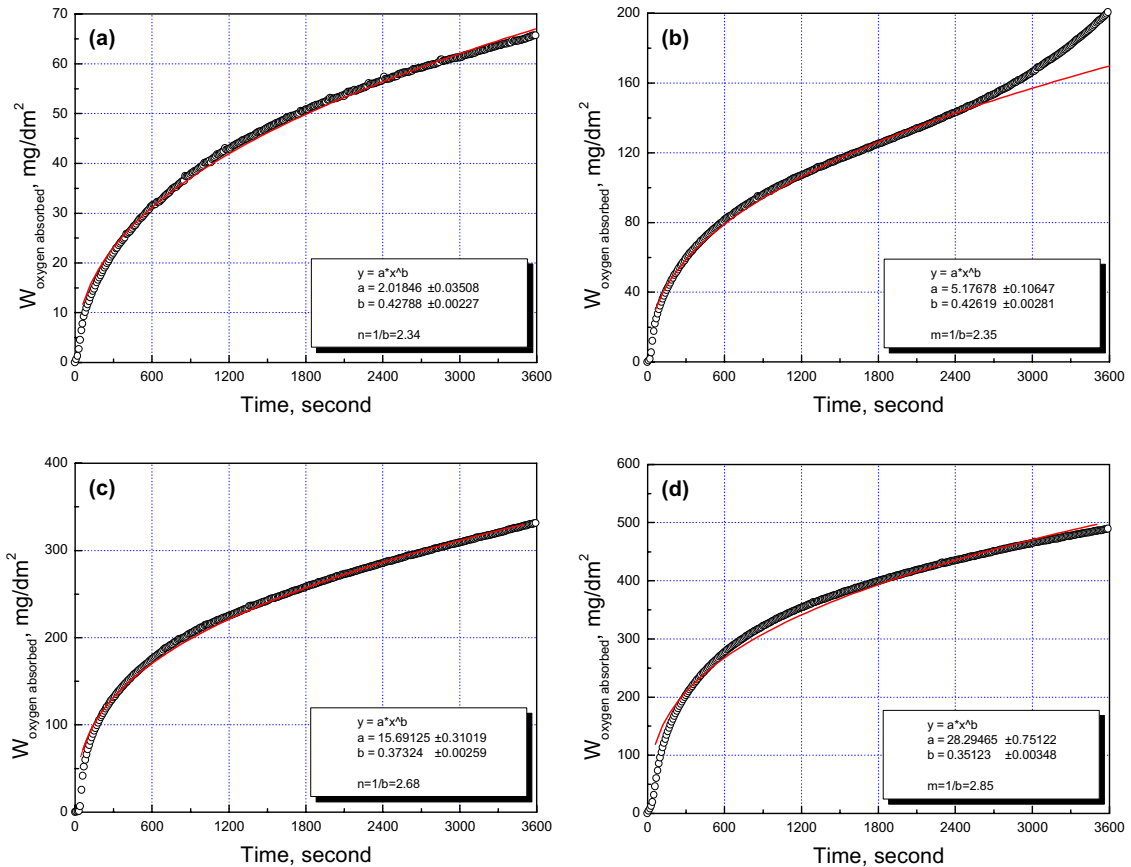 (a)
70
60
50
40
30
20
10
0
W oxygen absorbed, mg/dm²
y = a*x^b
a = 2.01846 ±0.03508
b = 0.42788 ±0.00227
n=1/b=2.34
0 600 1200 1800 2400 3000 3600
Time, second
(b)
200
160
120
80
40
0
W oxygen absorbed, mg/dm²
y = a*x^b
a = 5.17678 ±0.10647
b = 0.42619 ±0.00281
m=1/b=2.35
0 600 1200 1800 2400 3000 3600
Time, second
(c)
400
300
200
100
0
W oxygen absorbed, mg/dm²
y = a*x^b
a = 15.69125 ±0.31019
b = 0.37324 ±0.00259
n=1/b=2.68
0 600 1200 1800 2400 3000 3600
Time, second
(d)
600
500
400
300
200
100
0
W oxygen absorbed, mg/dm²
y = a*x^b
a = 28.29465 ±0.75122
b = 0.35123 ±0.00348
m=1/b=2.85
0 600 1200 1800 2400 3000 3600
Time, second